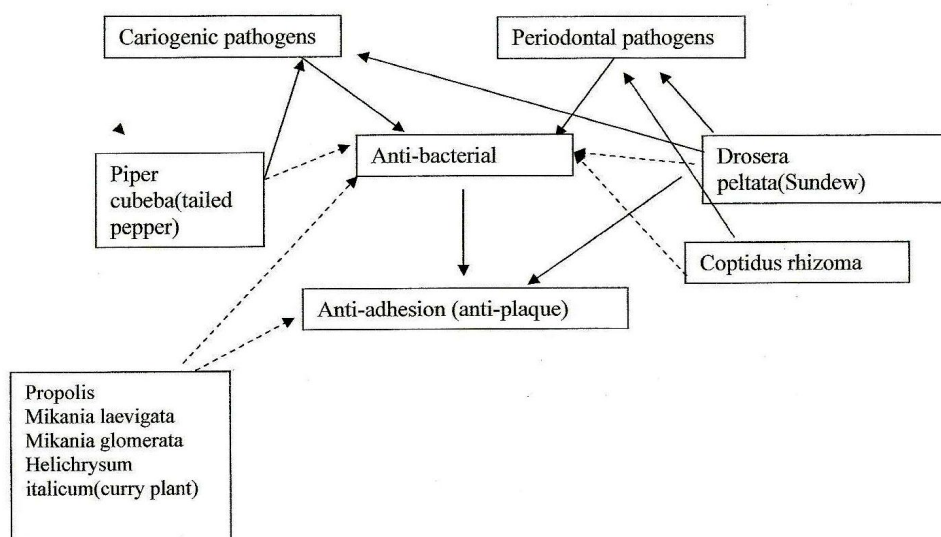 Cariogenic pathogens
Periodontal pathogens
Anti-bacterial
Piper
cubeba(tailed
pepper)
Drosera
peltata(Sundew)
Coptidus rhizoma
Anti-adhesion (anti-plaque)
Propolis
Mikania laevigata
Mikania glomerata
Helichrysum
italicum(curry plant)